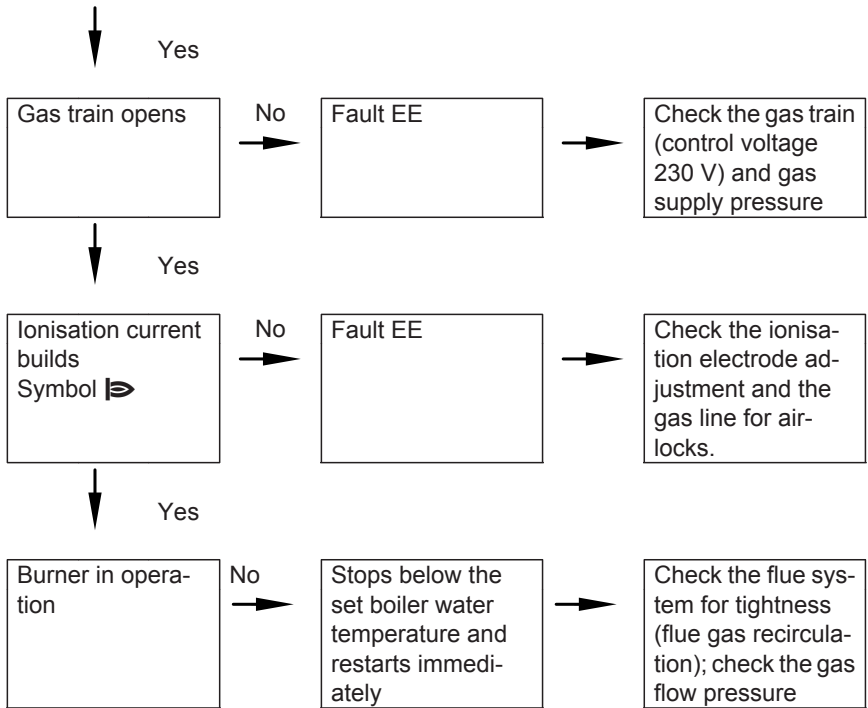 Yes
Gas train opens
No
Fault EE
Check the gas train
(control voltage
230 V) and gas
supply pressure
Yes
Ionisation current
builds
Symbol
No
Fault EE
Check the ionisa-
tion electrode ad-
justment and the
gas line for air-
locks.
Yes
Burner in opera-
tion
No
Stops below the
set boiler water
temperature and
restarts immedi-
ately
Check the flue sys-
tem for tightness
(flue gas recircula-
tion); check the gas
flow pressure